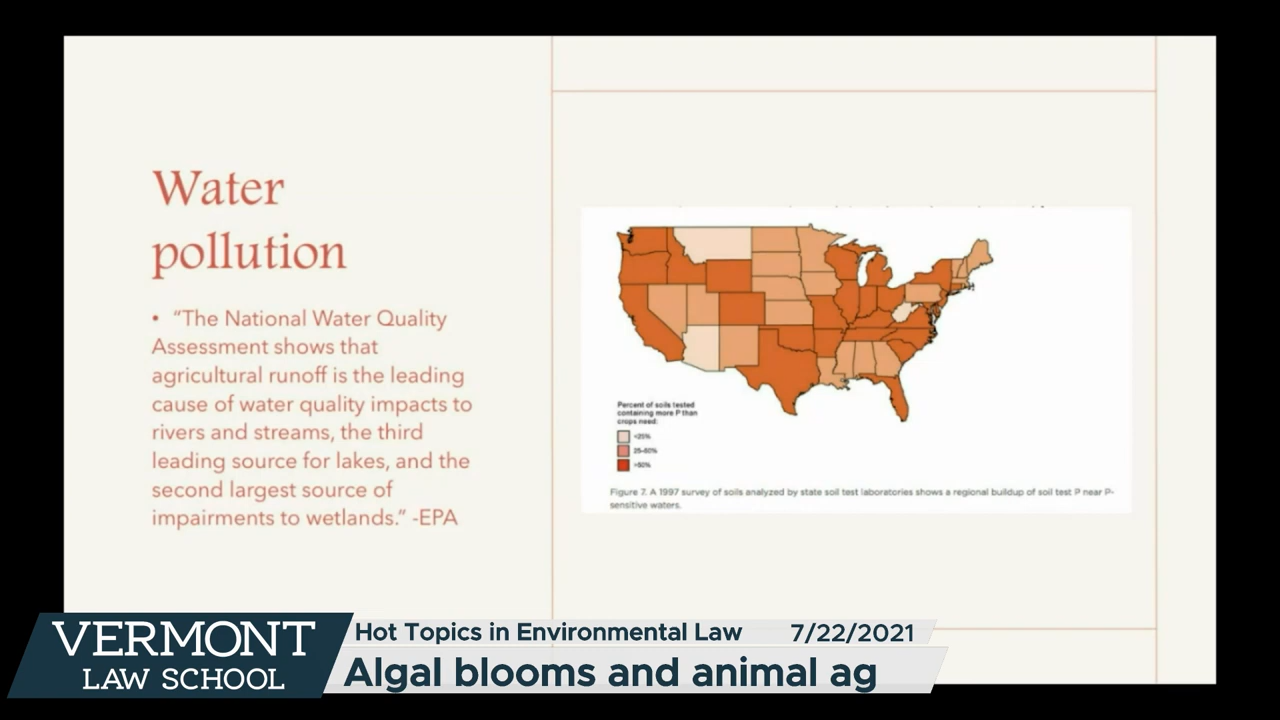 Water
pollution
• “The National Water Quality
Assessment shows that
agricultural runoff is the leading
cause of water quality impacts to
rivers and streams, the third
leading source for lakes, and the
second largest source of
impairments to wetlands.” -EPA
Percent of soils tested
containing more P than
crops need:
<25%
25-50%
>50%
Figure 7. A 1997 survey of soils analyzed by state soil test laboratories shows a regional buildup of soil test P near P-
sensitive waters.
VERMONT
LAW SCHOOL
Hot Topics in Environmental Law 7/22/2021
Algal blooms and animal ag